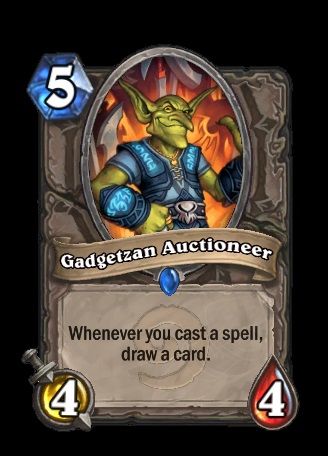 5
Gadgetzan Auctioneer
Whenever you cast a spell,
draw a card.
4
4